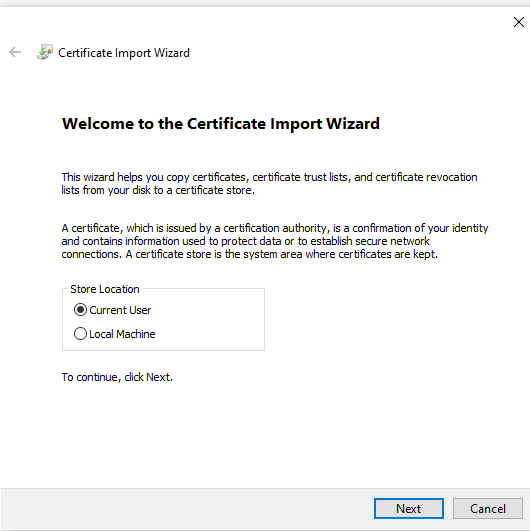 Certificate Import Wizard
Welcome to the Certificate Import Wizard
This wizard helps you copy certificates, certificate trust lists, and certificate revocation
lists from your disk to a certificate store.
A certificate, which is issued by a certification authority, is a confirmation of your identity
and contains information used to protect data or to establish secure network
connections. A certificate store is the system area where certificates are kept.
Store Location
Current User
Local Machine
To continue, click Next.
Next
Cancel